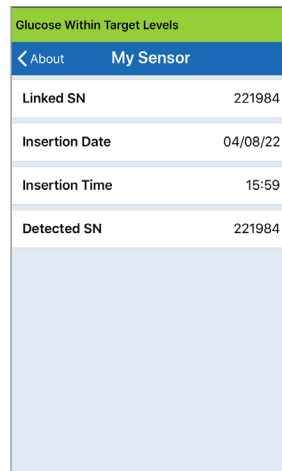 Glucose Within Target Levels
About My Sensor
Linked SN 221984
Insertion Date 04/08/22
Insertion Time 15:59
Detected SN 221984